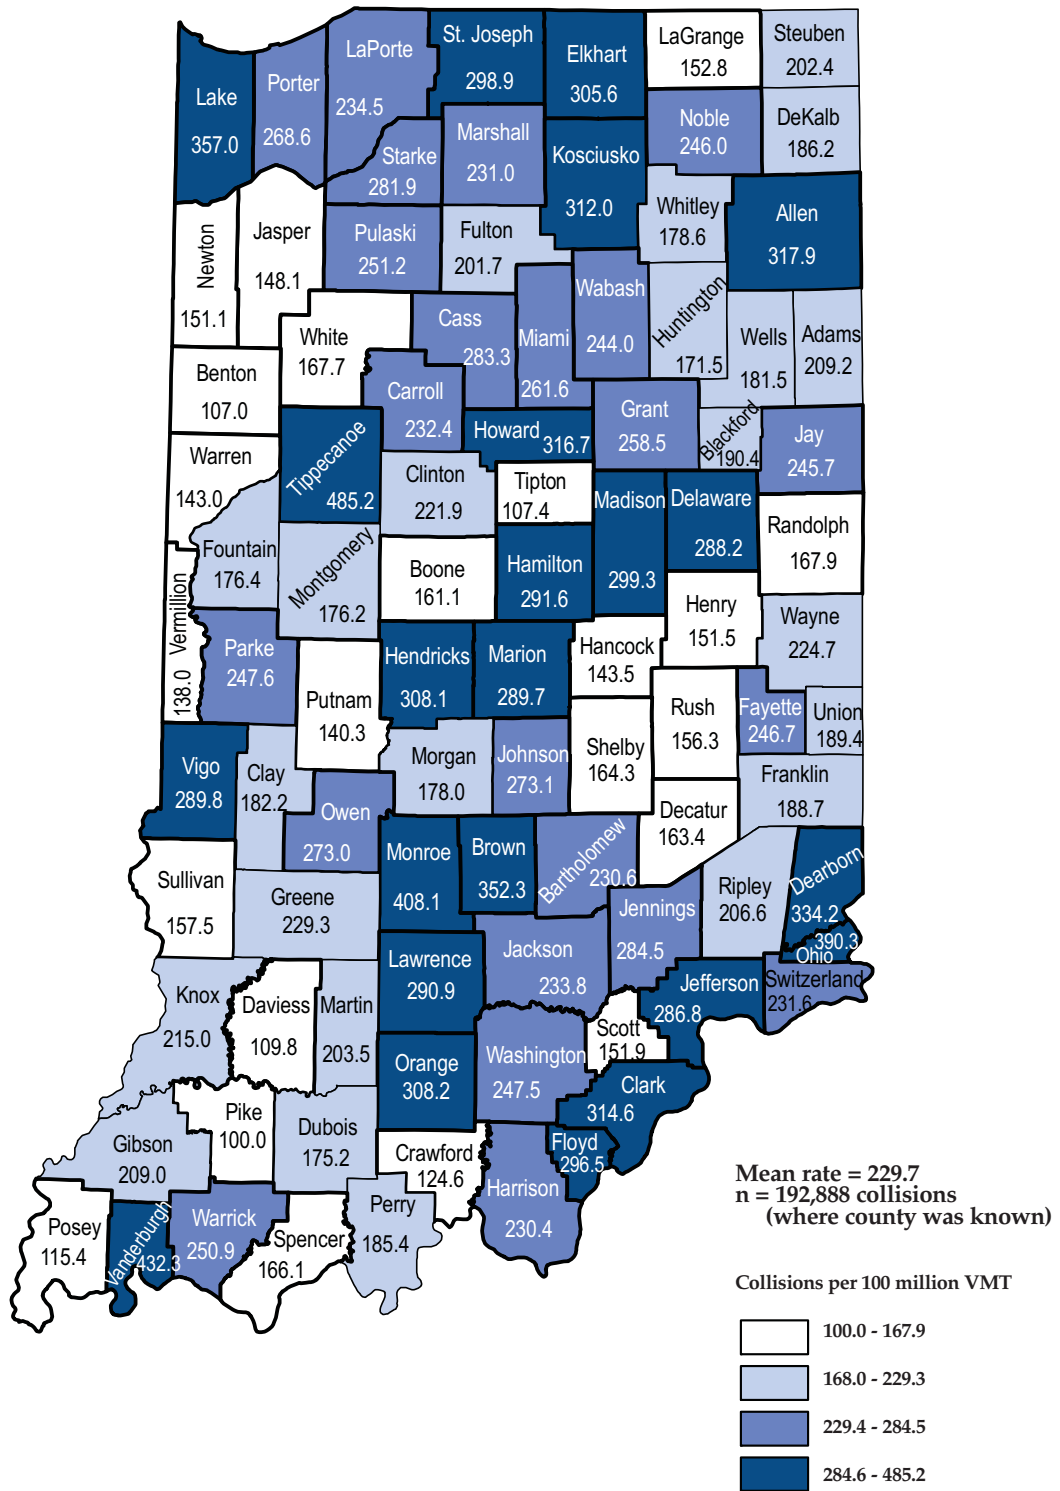 St. Joseph
298.9
Elkhart
305.6
LaGrange
152.8
Steuben
202.4
LaPorte
234.5
Porter
268.6
Lake
357.0
Noble
246.0
DeKalb
186.2
Marshall
231.0
Starke
281.9
Kosciusko
312.0
Whitley
178.6
Allen
317.9
Newton
151.1
Jasper
148.1
Pulaski
251.2
Fulton
201.7
Wabash
244.0
Huntington
171.5
Wells
181.5
Adams
209.2
White
167.7
Cass
283.3
Miami
261.6
Benton
107.0
Carroll
232.4
Grant
258.5
Blackford
190.4
Jay
245.7
Howard
316.7
Warren
143.0
Tippecanoe
485.2
Clinton
221.9
Tipton
107.4
Madison
299.3
Delaware
288.2
Randolph
167.9
Fountain
176.4
Montgomery
176.2
Boone
161.1
Hamilton
291.6
Vermillion
138.0
Henry
151.5
Wayne
224.7
Parke
247.6
Putnam
140.3
Hendricks
308.1
Marion
289.7
Hancock
143.5
Rush
156.3
Fayette
246.7
Union
189.4
Vigo
289.8
Clay
182.2
Morgan
178.0
Johnson
273.1
Shelby
164.3
Franklin
188.7
Owen
273.0
Decatur
163.4
Monroe
408.1
Brown
352.3
Bartholomew
230.6
Sullivan
157.5
Greene
229.3
Ripley
206.6
Dearborn
334.2
Jennings
284.5
390.3
Ohio
Lawrence
290.9
Jackson
233.8
Jefferson
286.8
Switzerland
231.6
Knox
215.0
Daviess
109.8
Martin
203.5
Scott
151.9
Orange
308.2
Washington
247.5
Clark
314.6
Pike
100.0
Dubois
175.2
Gibson
209.0
Crawford
124.6
Floyd
296.5
Harrison
230.4
Perry
185.4
Posey
115.4
Vanderburgh
432.3
Warrick
250.9
Spencer
166.1
Mean rate = 229.7
n = 192,888 collisions
(where county was known)
Collisions per 100 million VMT
100.0 - 167.9
168.0 - 229.3
229.4 - 284.5
284.6 - 485.2